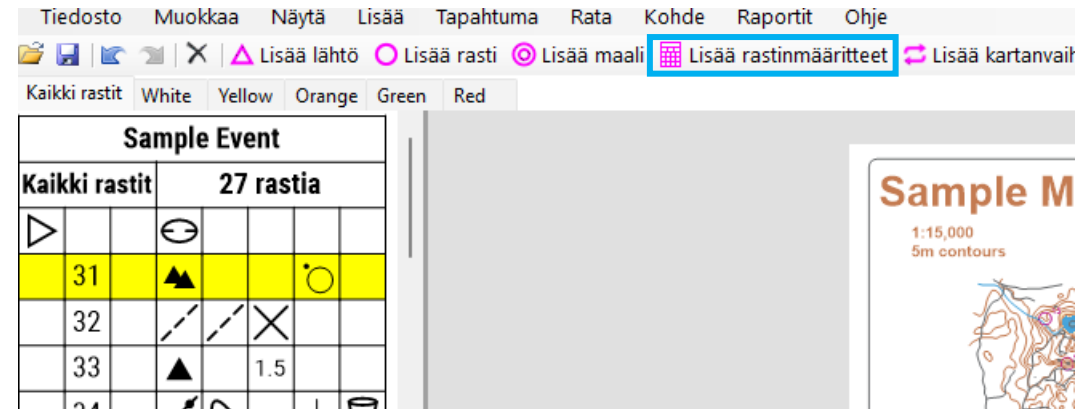 Tiedosto Muokkaa Näytä Lisää Tapahtuma Rata Kohde Raportit Ohje
Lisää lähtö Lisää rasti Lisää maali Lisää rastinmääritteet Lisää kartanvaih
Kaikki rastit White Yellow Orange Green Red
Sample Event
Kaikki rastit 27 rastia
31
32
33 1.5
34
Sample M
1:15,000
5m contours